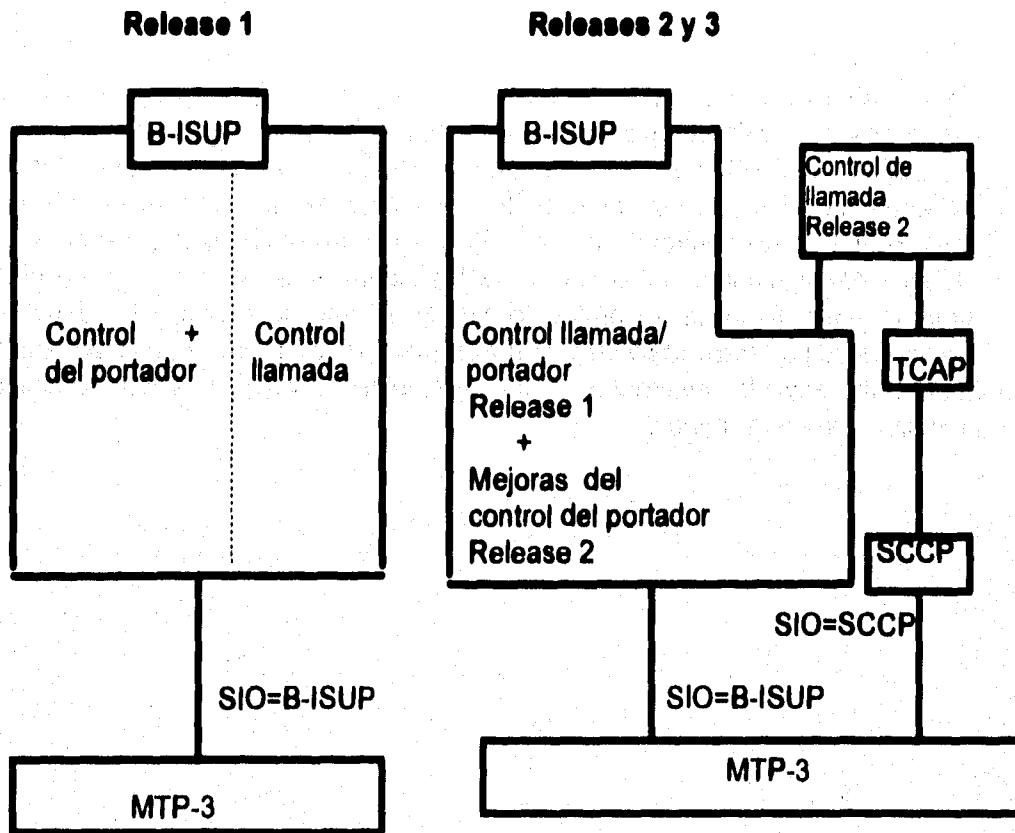 Release 1
B-ISUP
Control +
del portador
Control
llamada
SIO=B-ISUP
MTP-3
Releases 2 y 3
B-ISUP
Control de
llamada
Release 2
Control llamada/
portador
Release 1
+
Mejoras del
control del portador
Release 2
TCAP
SCCP
SIO=SCCP
SIO=B-ISUP
MTP-3